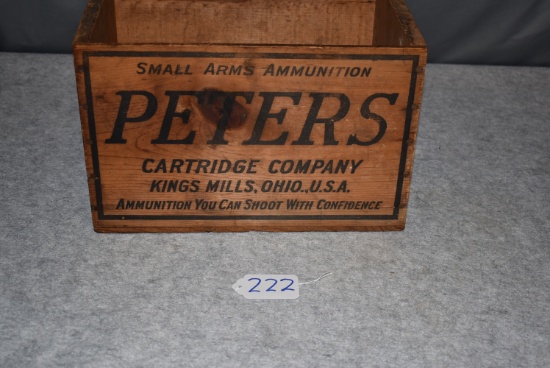 SMALL ARMS AMMUNITION
PETERS
CARTRIDGE COMPANY
KINGS MILLS, OHIO., U.S.A.
AMMUNITION YOU CAN SHOOT WITH CONFIDENCE
222